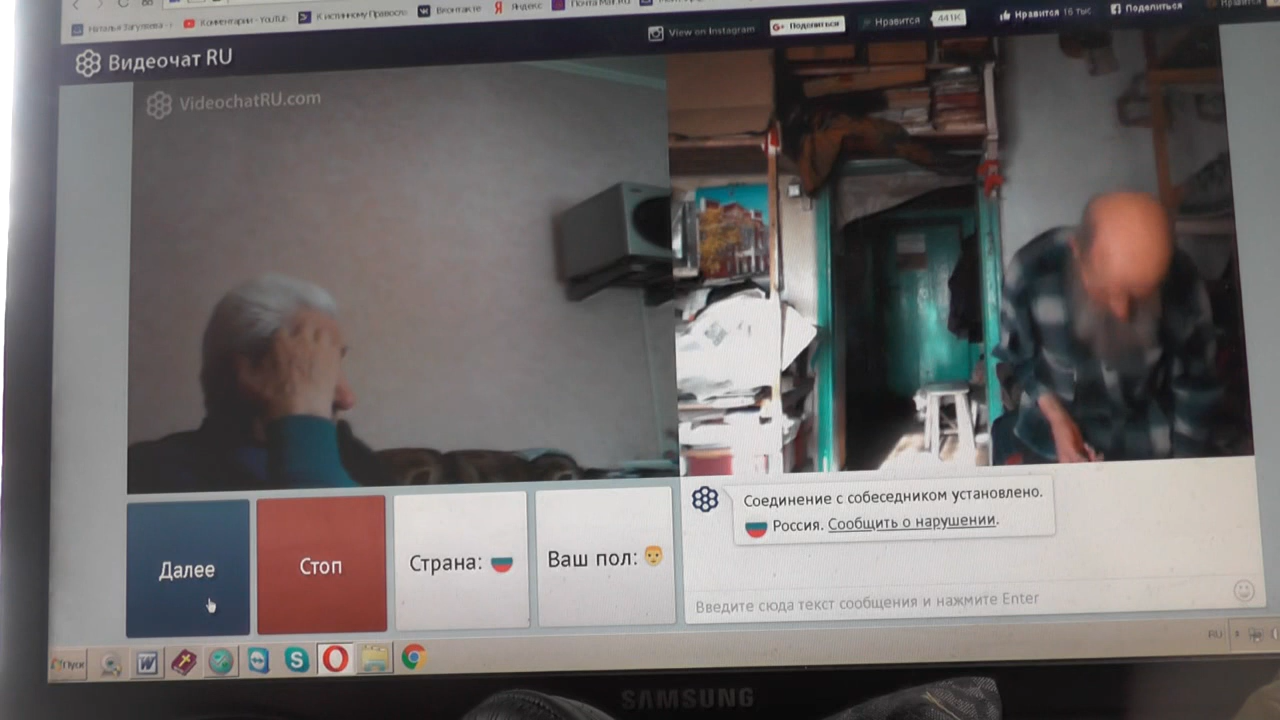 Наталья Загуляева
Комментарии - YouTube
К истинному Правосла
Вконтакте
Яндекс
Почта Mail.RU
View on Instagram
Поделиться
Нравится
441K
Нравится 16 тыс.
Поделиться
Видеочат RU
VideochatRU.com
Соединение с собеседником установлено.
Россия. Сообщить о нарушении.
Далее
Стоп
Страна:
Ваш пол:
Введите сюда текст сообщения и нажмите Enter
RU
Пуск
SAMSUNG